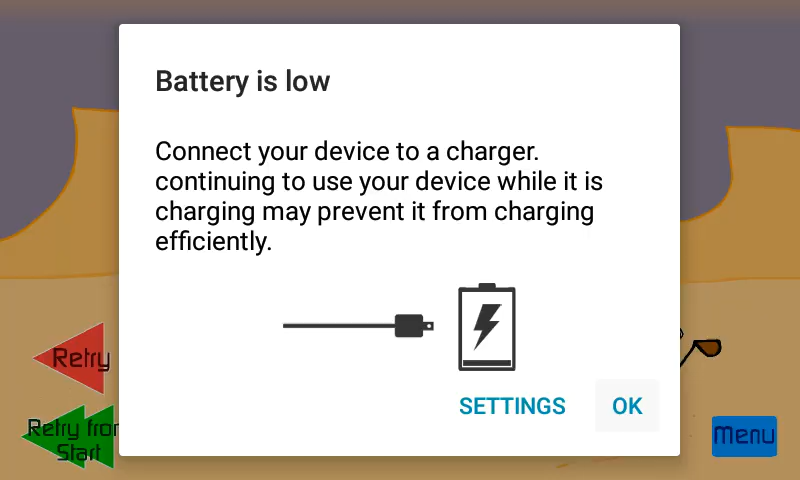 Battery is low
Connect your device to a charger.
continuing to use your device while it is
charging may prevent it from charging
efficiently.
SETTINGS
OK
Retry
Retry from
Start
Menu